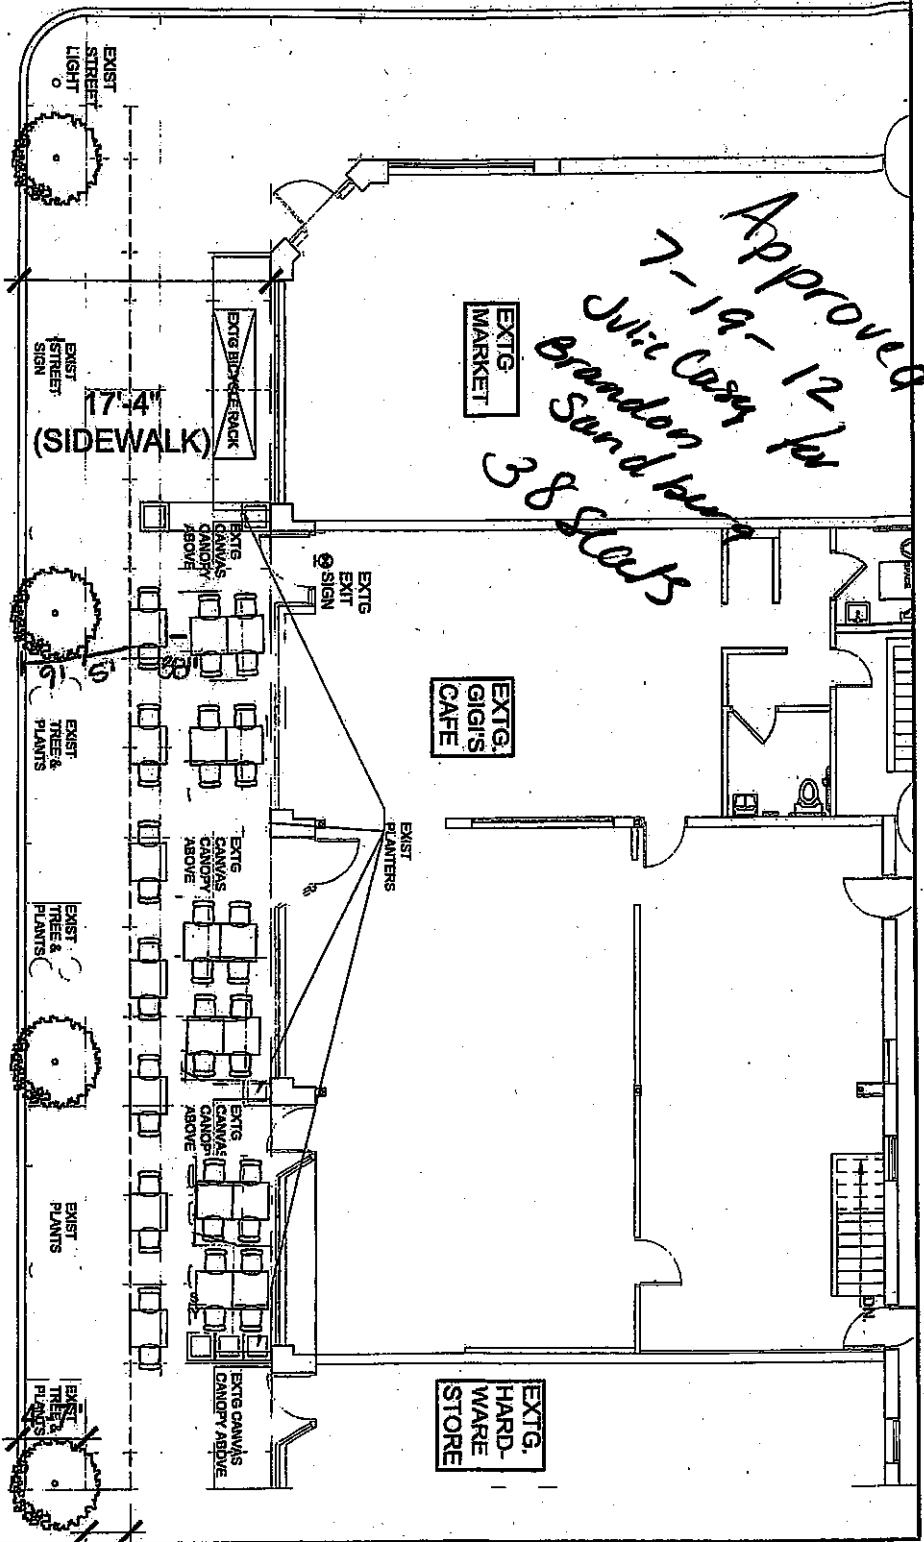 EXIST
STREET
LIGHT
Approved
7-19-12
for
Brandon
38 Seats
EXTG
MARKET
EXTG BICYCLE RACK
EXIST
STREET
SIGN
17'-4"
(SIDEWALK)
EXTG
CANVAS
CANOPY
ABOVE
EXTG
EXIT
SIGN
EXTG.
GIGI'S
CAFE
EXIST
TREE &
PLANTS
EXIST
PLANTERS
EXTG
CANVAS
CANOPY
ABOVE
EXIST
TREE &
PLANTS
EXTG
CANVAS
CANOPY
ABOVE
EXIST
PLANTS
DN.
EXTG.
HARD-
WARE
STORE
EXTG CANVAS
CANOPY ABOVE
EXIST
TREE &
PLANTS